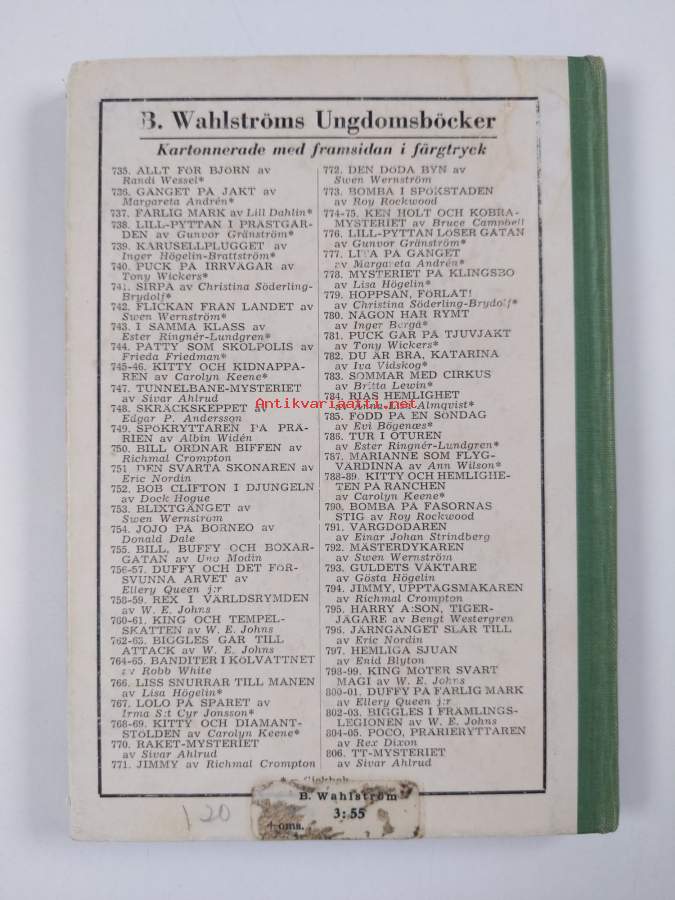 B. Wahlströms Ungdomsböcker
Kartonnerade med framsidan i färgtryck
735. ALLT FÖR BJÖRN av
Randi Wessel*
736. GÄNGET PÅ JAKT av
Margareta Andrén*
737. FARLIG MARK av Lill Dahlin*
738. LILL-PYTTAN I PRÄSTGÅR-
DEN av Gunvor Gränström*
739. KARUSELLPLUGGET av
Inger Högelin-Brattström*
740. PUCK PÅ IRRVÄGAR av
Tony Wickers*
741. SIRPA av Christina Söderling-
Brydolf*
742. FLICKAN FRÅN LANDET av
Swen Wernström*
743. I SAMMA KLASS av
Ester Ringnér-Lundgren*
744. PATTY SOM SKOLPOLIS av
Frieda Friedman*
745-46. KITTY OCH KIDNAPPA-
REN av Carolyn Keene*
747. TUNNELBANE-MYSTERIET
av Sivar Ahlrud
748. SKRÄCKSKEPPET av
Edgar P. Andersson
749. SPÖKRYTTAREN PÅ PRÄ-
RIEN av Albin Widén
750. BILL ORDNAR BIFFEN av
Richmal Crompton
751. DEN SVARTA SKONAREN av
Eric Nordin
752. BOB CLIFTON I DJUNGELN
av Dock Hogue
753. BLIXTGÄNGET av
Swen Wernström
754. JOJO PÅ BORNEO av
Donald Dale
755. BILL, BUFFY OCH BOXAR-
GATAN av Uno Modin
756-57. DUFFY OCH DET FÖR-
SVUNNA ARVET av
Ellery Queen j:r
758-59. REX I VÄRLDSRYMDEN
av W. E. Johns
760-61. KING OCH TEMPEL-
SKATTEN av W. E. Johns
762-63. BIGGLES GÅR TILL
ATTACK av W. E. Johns
764-65. BANDITER I KÖLVATTNET
av Robb White
766. LISS SNURRAR TILL MÅNEN
av Lisa Högelin*
767. LOLO PÅ SPÅRET av
Irma S:t Cyr Jonsson*
768-69. KITTY OCH DIAMANT-
STÖLDEN av Carolyn Keene*
770. RAKET-MYSTERIET
av Sivar Ahlrud
771. JIMMY av Richmal Crompton
772. DEN DÖDA BYN av
Swen Wernström
773. BOMBA I SPÖKSTADEN
av Roy Rockwood
774-75. KEN HOLT OCH KOBRA-
MYSTERIET av Bruce Campbell
776. LILL-PYTTAN LÖSER GÅTAN
av Gunvor Gränström*
777. LITA PÅ GÄNGET
av Margareta Andrén*
778. MYSTERIET PÅ KLINGSBO
av Lisa Högelin*
779. HOPPSAN, FÖRLÅT!
av Christina Söderling-Brydolf*
780. NÅGON HAR RYMT
av Inger Bergå*
781. PUCK GÅR PÅ TJUVJAKT
av Tony Wickers*
782. DU ÄR BRA, KATARINA
av Iva Vidskog*
783. SOMMAR MED CIRKUS
av Britta Lewin*
784. RIAS HEMLIGHET
Almqvist*
785. FÖDD PÅ EN SÖNDAG
av Evi Bögenæs*
786. TUR I OTUREN
av Ester Ringnér-Lundgren*
787. MARIANNE SOM FLYG-
VÄRDINNA av Ann Wilson*
788-89. KITTY OCH HEMLIGHE-
TEN PÅ RANCHEN
av Carolyn Keene*
790. BOMBA PÅ FASORNAS
STIG av Roy Rockwood
791. VARGDÖDAREN
av Einar Johan Strindberg
792. MÄSTERDYKAREN
av Swen Wernström
793. GULDETS VÄKTARE
av Gösta Högelin
794. JIMMY, UPPTÅGSMAKAREN
av Richmal Crompton
795. HARRY A:SON, TIGER-
JÄGARE av Bengt Westergren
796. JÄRNGÄNGET SLÅR TILL
av Eric Nordin
797. HEMLIGA SJUAN
av Enid Blyton
798-99. KING MÖTER SVART
MAGI av W. E. Johns
800-01. DUFFY PÅ FARLIG MARK
av Ellery Queen j:r
802-03. BIGGLES I FRÄMLINGS-
LEGIONEN av W. E. Johns
804-05. POCO, PRÄRIERYTTAREN
av Rex Dixon
806. TT-MYSTERIET
av Sivar Ahlrud
Antikvariaatti.net
B. Wahlström
3:55
+ oms.
120